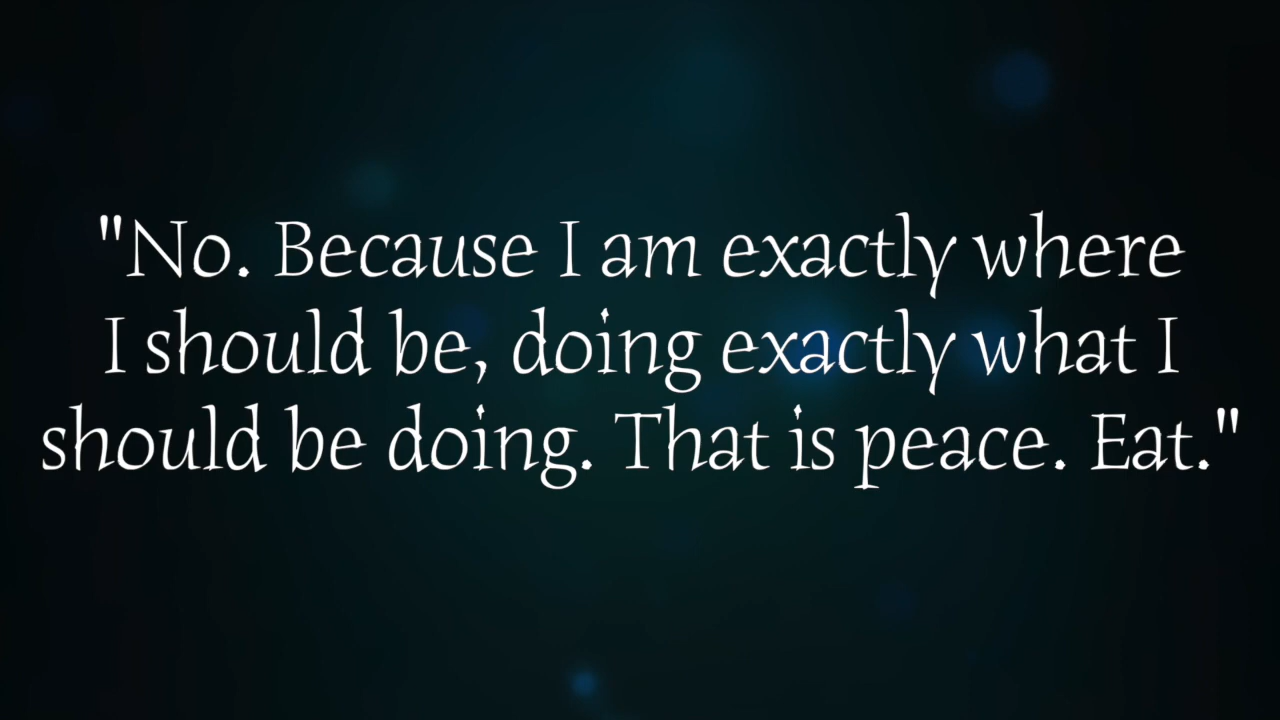 "No. Because I am exactly where
I should be, doing exactly what I
should be doing. That is peace. Eat."